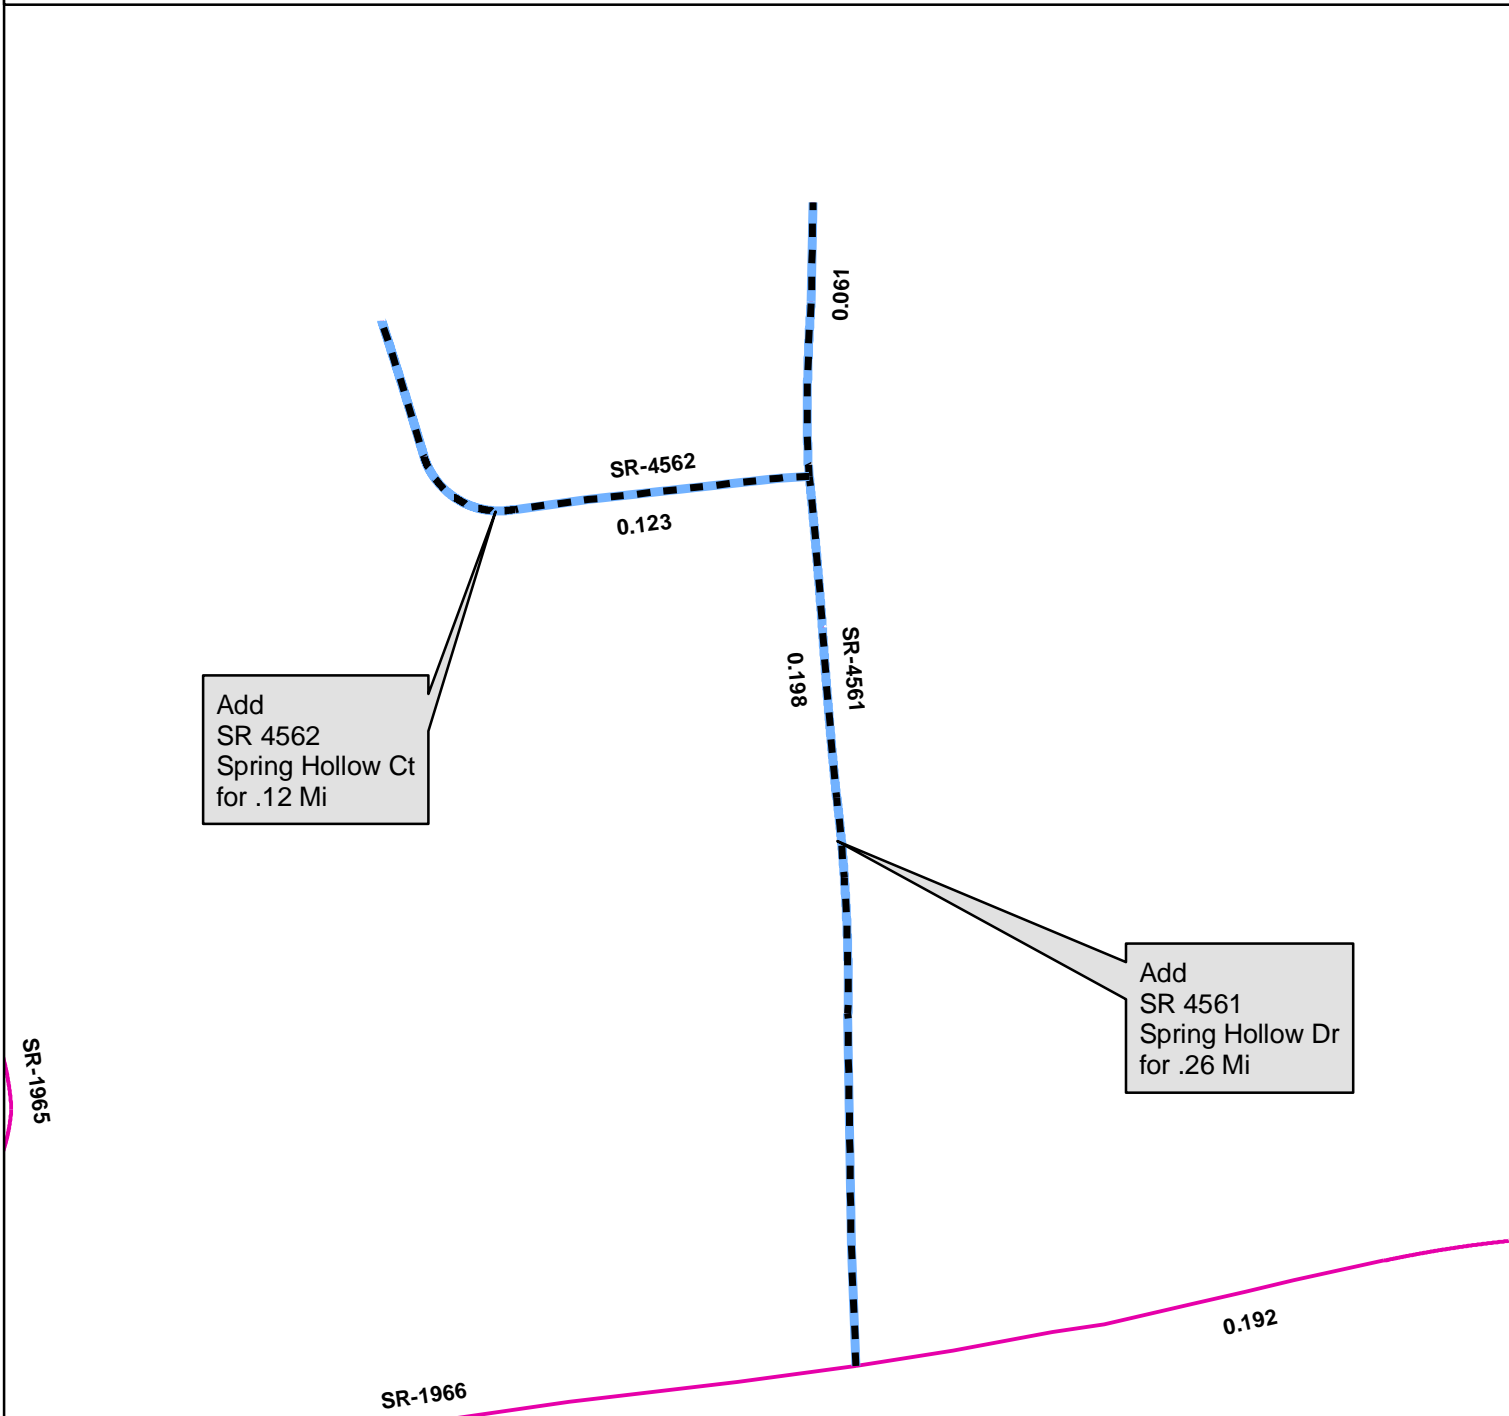 0.061
SR-4562
0.123
SR-4561
0.198
Add
SR 4562
Spring Hollow Ct
for .12 Mi
Add
SR 4561
Spring Hollow Dr
for .26 Mi
SR-1965
0.192
SR-1966